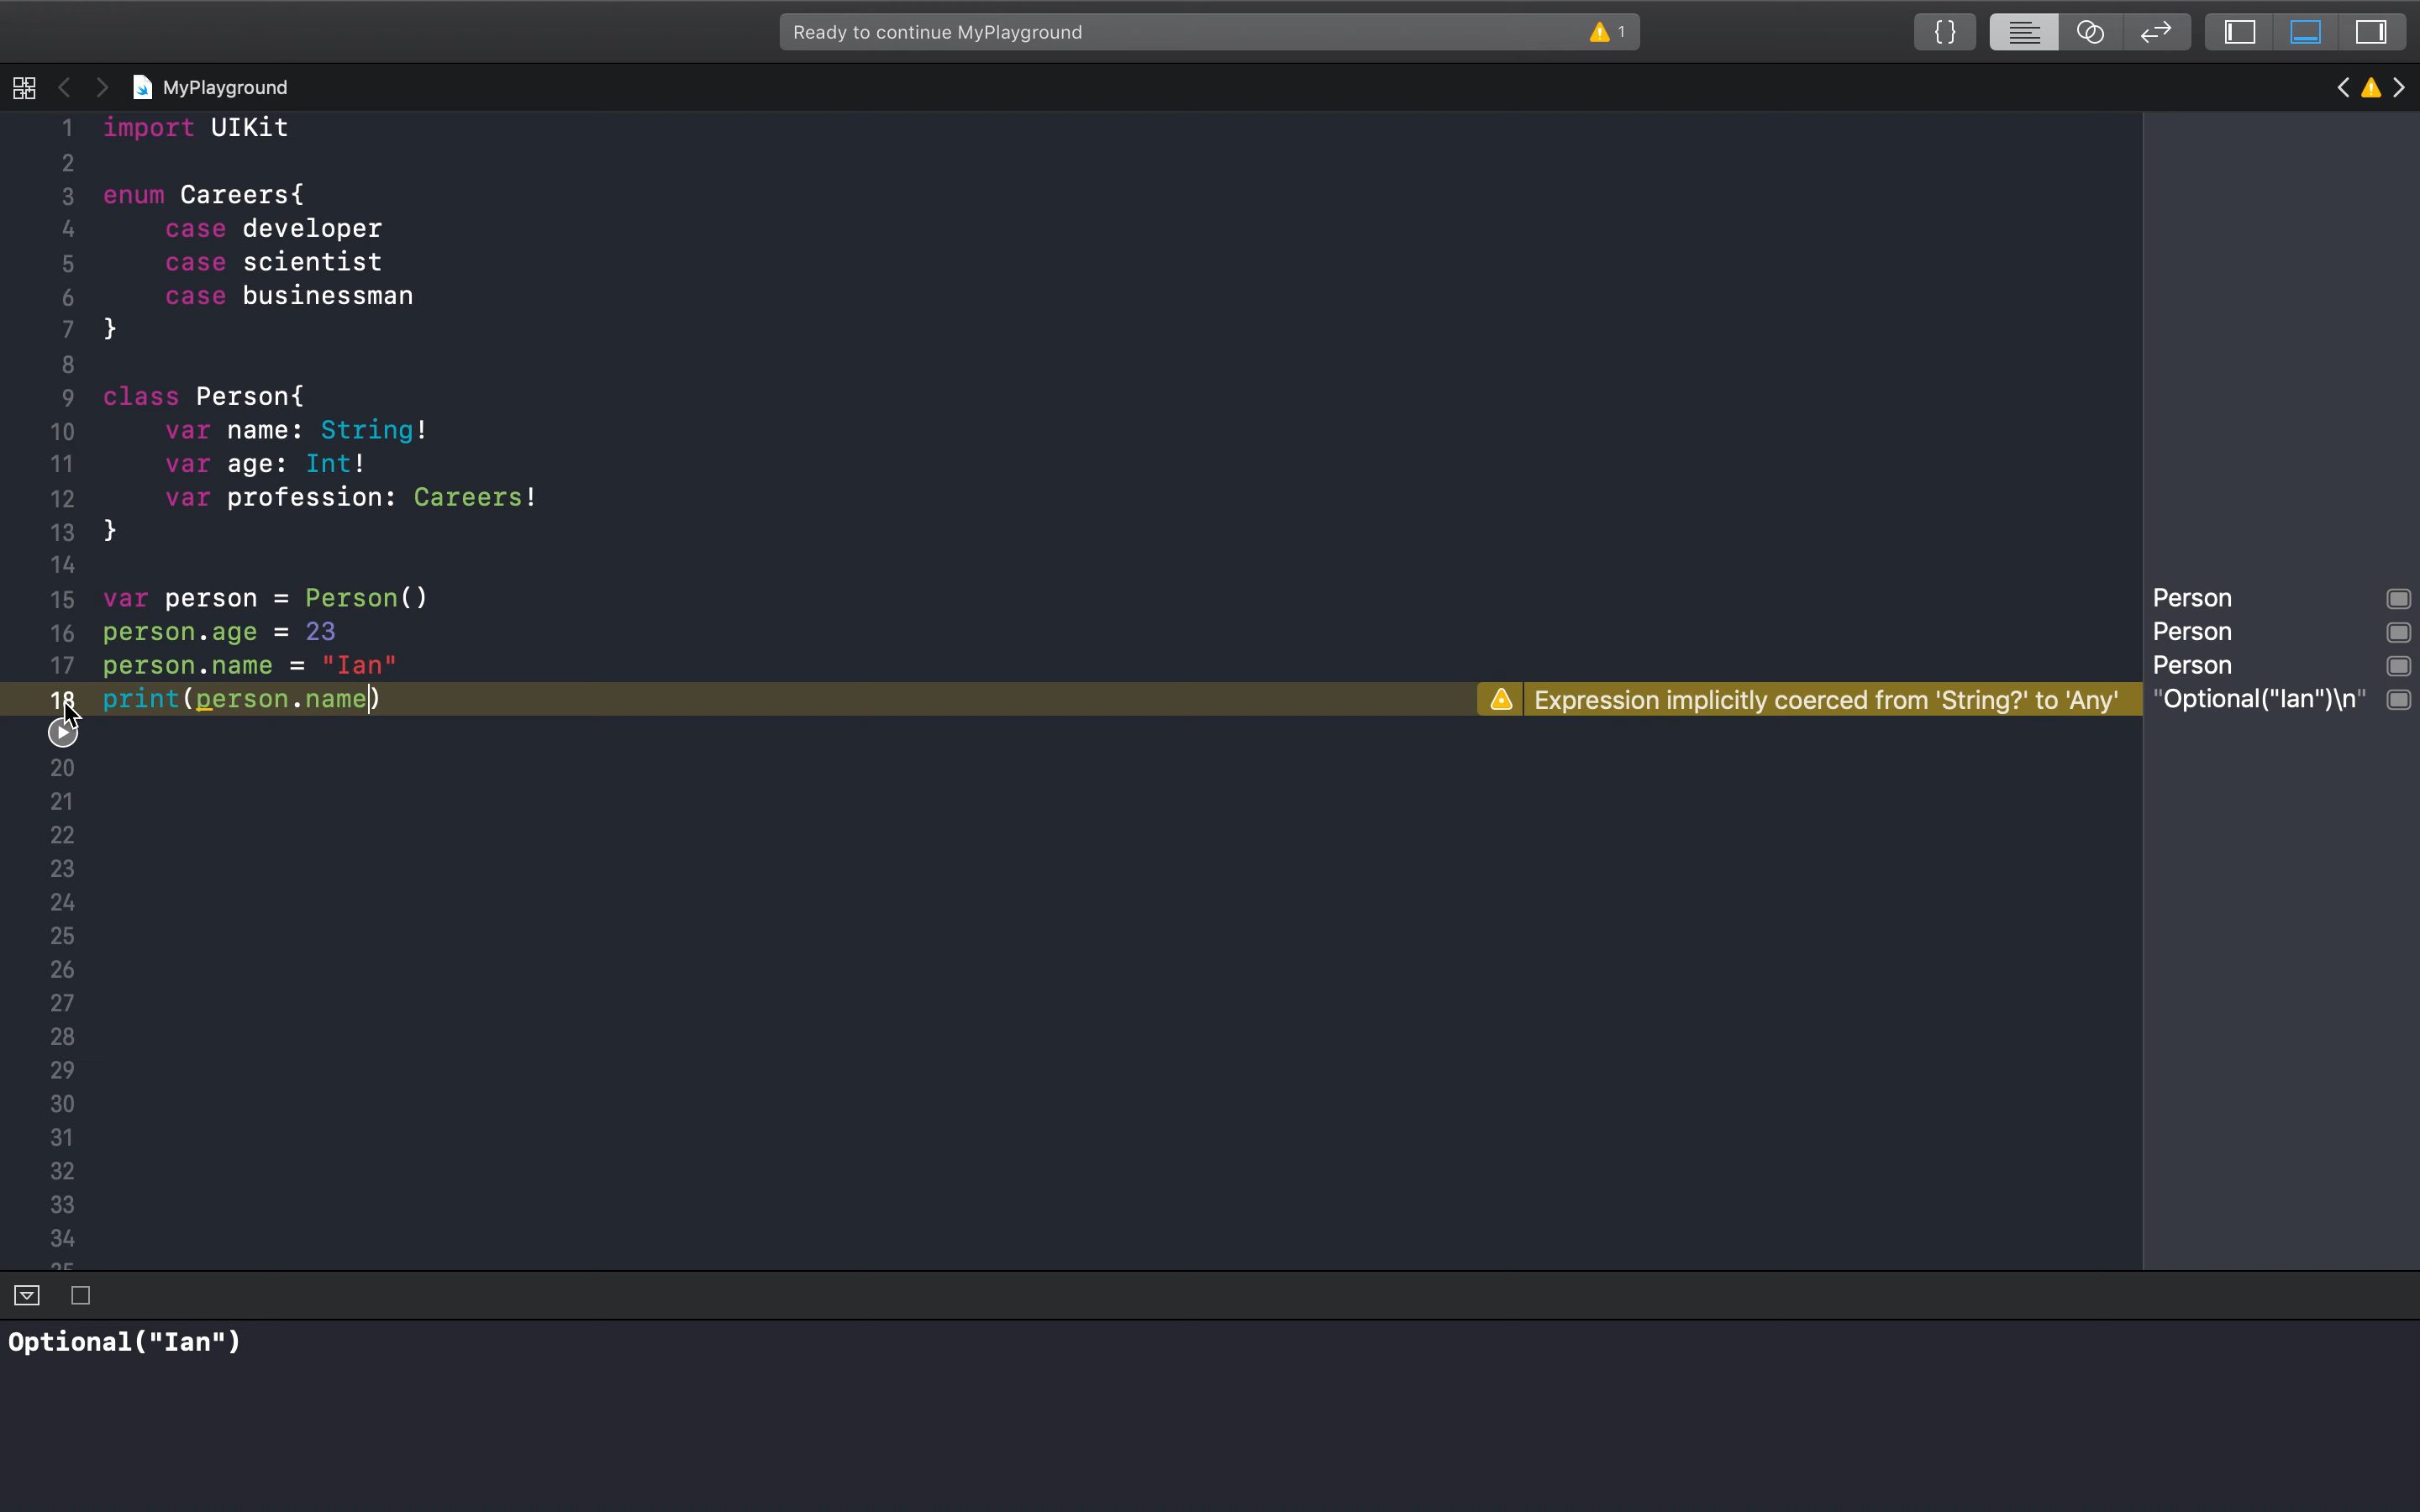 Ready to continue MyPlayground 1
MyPlayground
1 import UIKit
2
3 enum Careers{
4 case developer
5 case scientist
6 case businessman
7 }
8
9 class Person{
10 var name: String!
11 var age: Int!
12 var profession: Careers!
13 }
14
15 var person = Person() Person
16 person.age = 23 Person
17 person.name = "Ian" Person
18 print(person.name) Expression implicitly coerced from 'String?' to 'Any' "Optional("Ian")\n"
20
21
22
23
24
25
26
27
28
29
30
31
32
33
34
Optional("Ian")